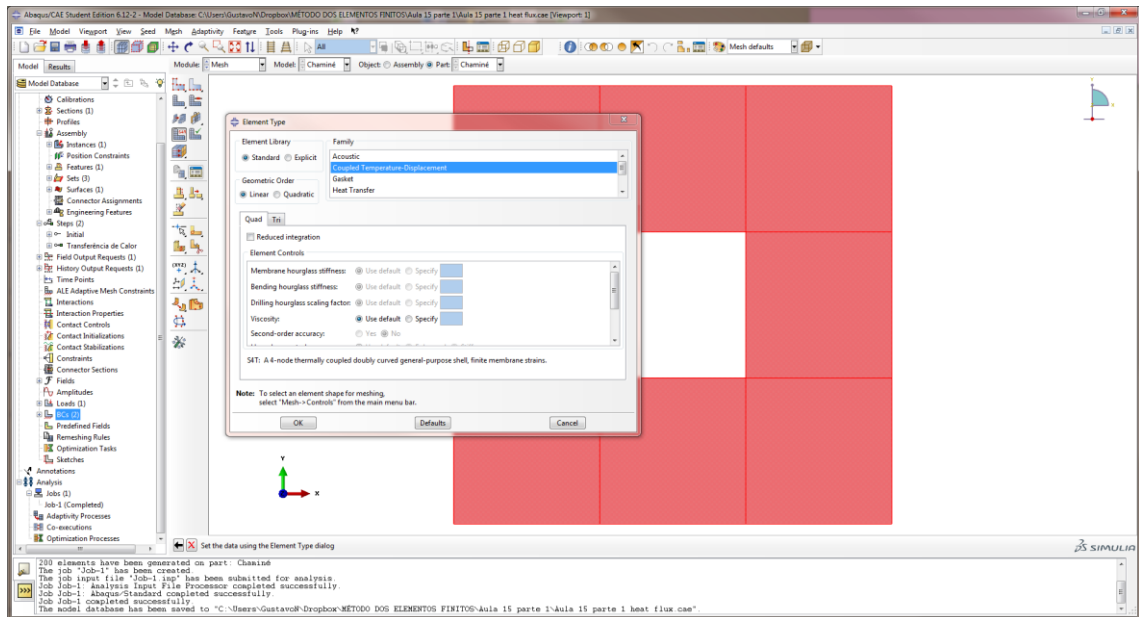 Abaqus/CAE Student Edition 6.12-2 - Model Database: C:\Users\GustavoN\Dropbox\MÉTODO DOS ELEMENTOS FINITOS\Aula 15 parte 1\Aula 15 parte 1 heat flux.cae [Viewport: 1]
File Model Viewport View Seed Mesh Adaptivity Feature Tools Plug-ins Help
All
Mesh defaults
Model Results
Module: Mesh Model: Chaminé Object: Assembly Part: Chaminé
Model Database
Calibrations
Sections (1)
Profiles
Assembly
Instances (1)
Position Constraints
Features (1)
Sets (3)
Surfaces (1)
Connector Assignments
Engineering Features
Steps (2)
Initial
Transferência de Calor
Field Output Requests (1)
History Output Requests (1)
Time Points
ALE Adaptive Mesh Constraints
Interactions
Interaction Properties
Contact Controls
Contact Initializations
Contact Stabilizations
Constraints
Connector Sections
Fields
Amplitudes
Loads (1)
BCs (2)
Predefined Fields
Remeshing Rules
Optimization Tasks
Sketches
Annotations
Analysis
Jobs (1)
Job-1 (Completed)
Adaptivity Processes
Co-executions
Optimization Processes
Element Type
Element Library
Standard Explicit
Geometric Order
Linear Quadratic
Family
Acoustic
Coupled Temperature-Displacement
Gasket
Heat Transfer
Quad Tri
Reduced integration
Element Controls
Membrane hourglass stiffness: Use default Specify
Bending hourglass stiffness: Use default Specify
Drilling hourglass scaling factor: Use default Specify
Viscosity: Use default Specify
Second-order accuracy: Yes No
S4T: A 4-node thermally coupled doubly curved general-purpose shell, finite membrane strains.
Note: To select an element shape for meshing,
select "Mesh->Controls" from the main menu bar.
OK Defaults Cancel
Y
X
Y
X
Set the data using the Element Type dialog
SIMULIA
200 elements have been generated on part: Chaminé
The job "Job-1" has been created.
The job input file "Job-1.inp" has been submitted for analysis.
Job Job-1: Analysis Input File Processor completed successfully.
Job Job-1: Abaqus/Standard completed successfully.
Job Job-1 completed successfully.
The model database has been saved to "C:\Users\GustavoN\Dropbox\MÉTODO DOS ELEMENTOS FINITOS\Aula 15 parte 1\Aula 15 parte 1 heat flux.cae".